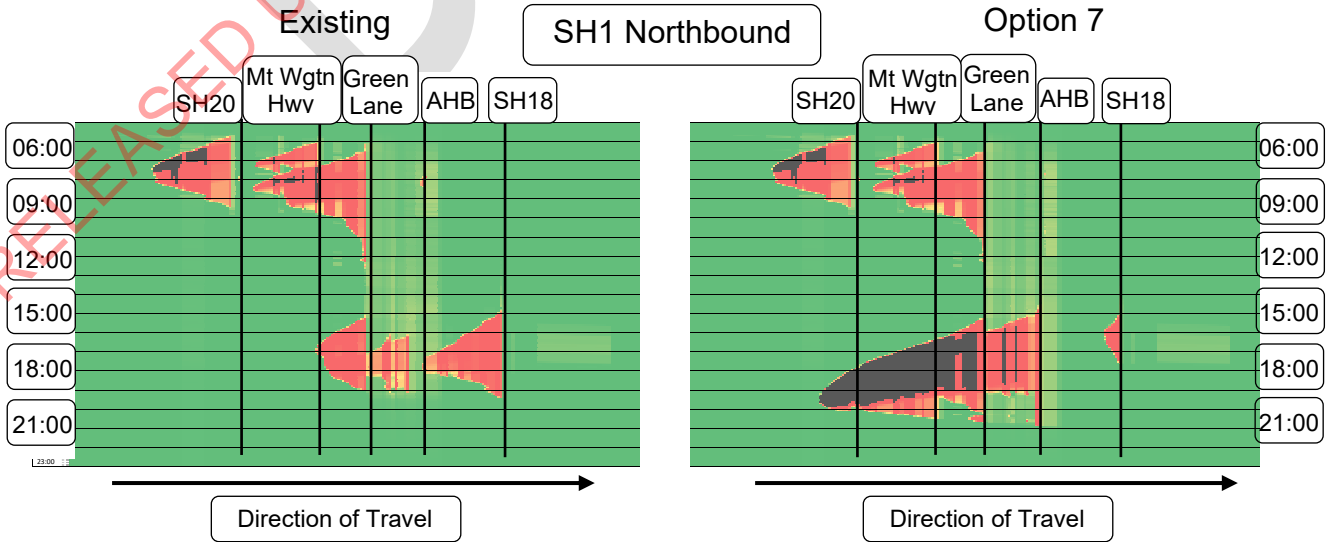 Existing
SH1 Northbound
Option 7
SH20
Mt Wgtn
Hwy
Green
Lane
AHB
SH18
SH20
Mt Wgtn
Hwy
Green
Lane
AHB
SH18
06:00
09:00
12:00
15:00
18:00
21:00
23:00
06:00
09:00
12:00
15:00
18:00
21:00
Direction of Travel
Direction of Travel
RELEASED U